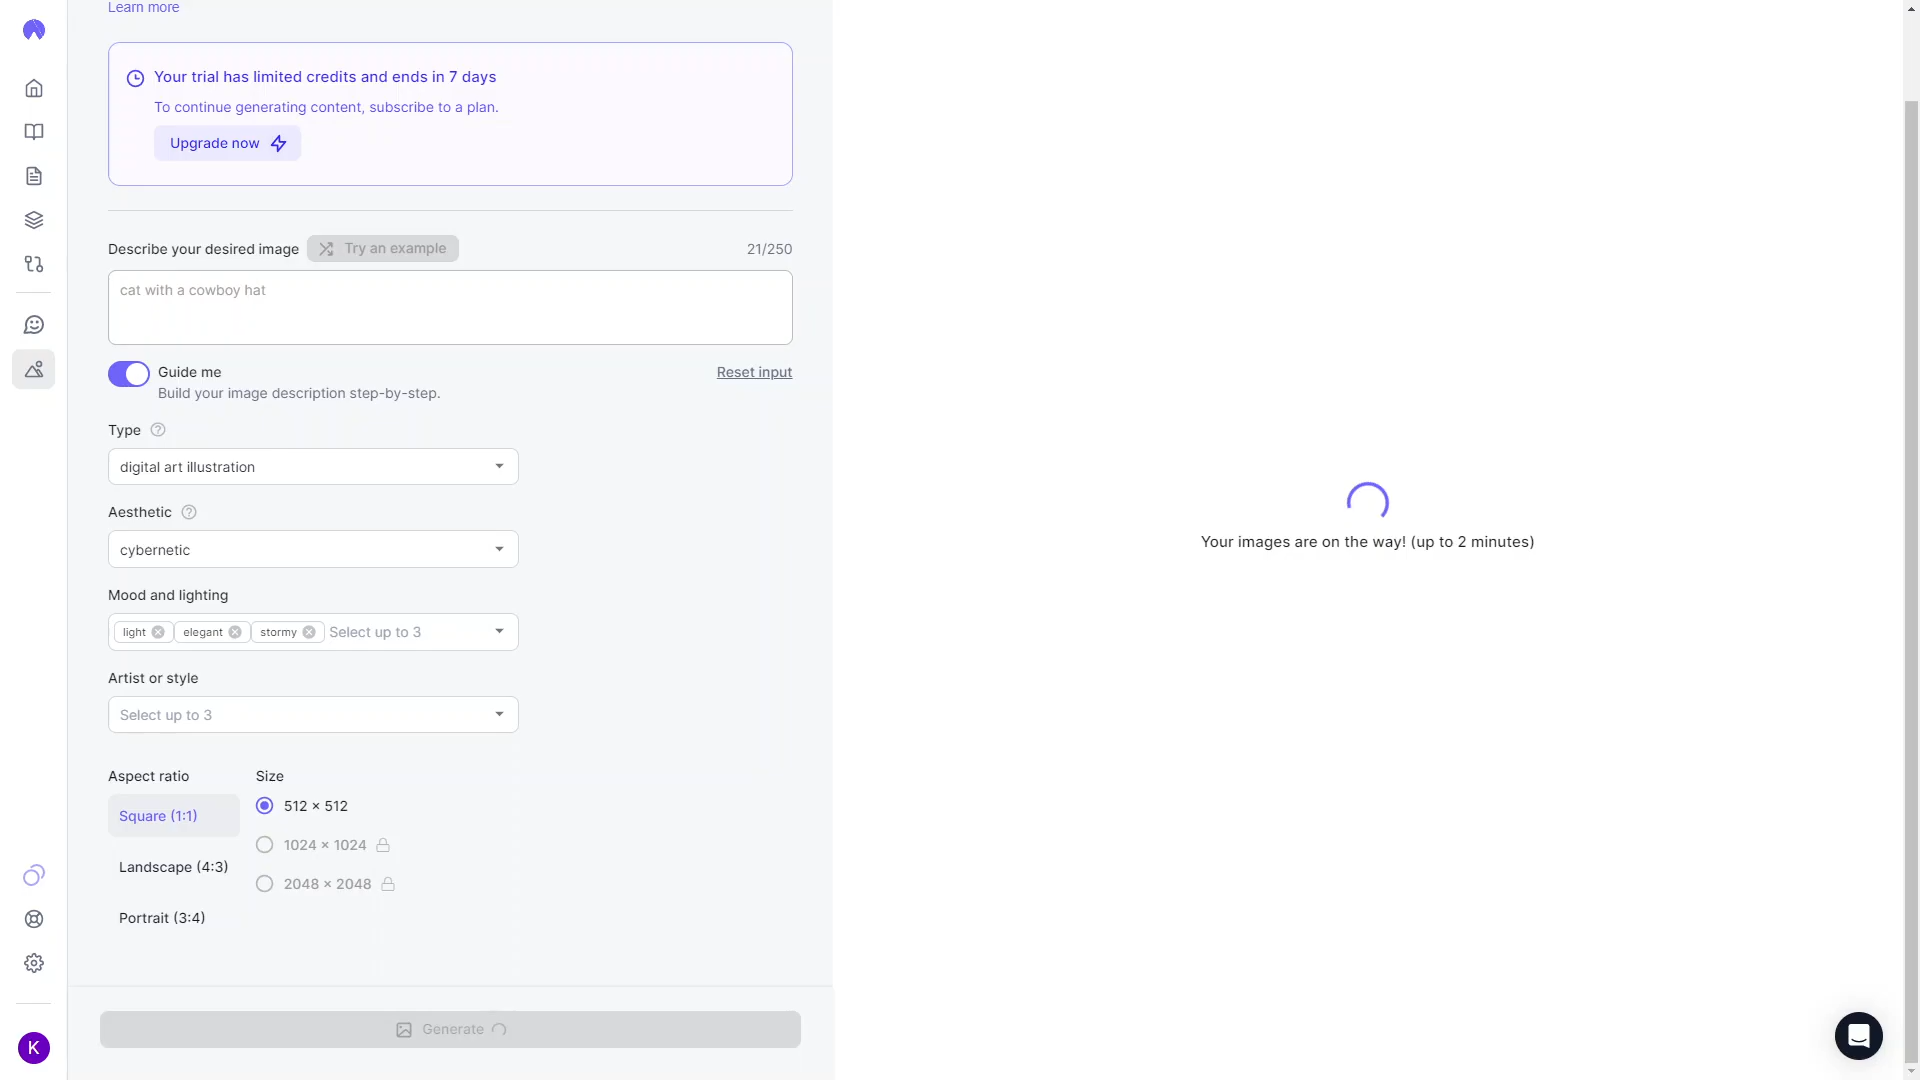 Learn more
Your trial has limited credits and ends in 7 days
To continue generating content, subscribe to a plan.
Upgrade now
Describe your desired image
Try an example
21/250
cat with a cowboy hat
Guide me
Reset input
Build your image description step-by-step.
Type
digital art illustration
Aesthetic
cybernetic
Mood and lighting
light
elegant
stormy
Select up to 3
Artist or style
Select up to 3
Aspect ratio
Size
Square (1:1)
512 × 512
1024 × 1024
Landscape (4:3)
2048 × 2048
Portrait (3:4)
Generate
K
Your images are on the way! (up to 2 minutes)